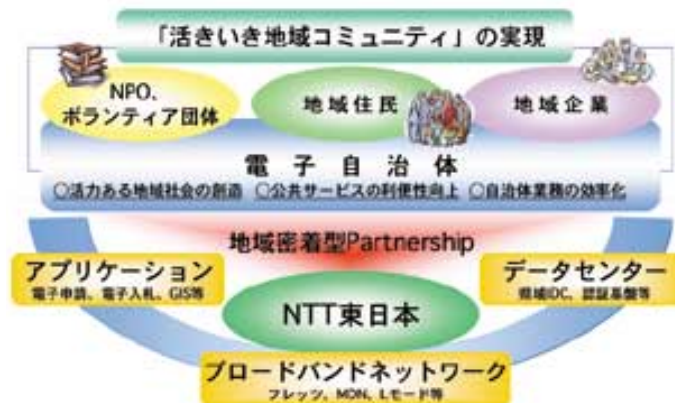 「活きいき地域コミュニティ」の実現
NPO、
ボランティア団体
地域住民
地域企業
電子自治体
○活力ある地域社会の創造 ○公共サービスの利便性向上 ○自治体業務の効率化
地域密着型Partnership
アプリケーション
電子申請、電子入札、GIS等
データセンター
県域IDC、認証基盤等
NTT東日本
ブロードバンドネットワーク
フレッツ、MDN、Lモード等